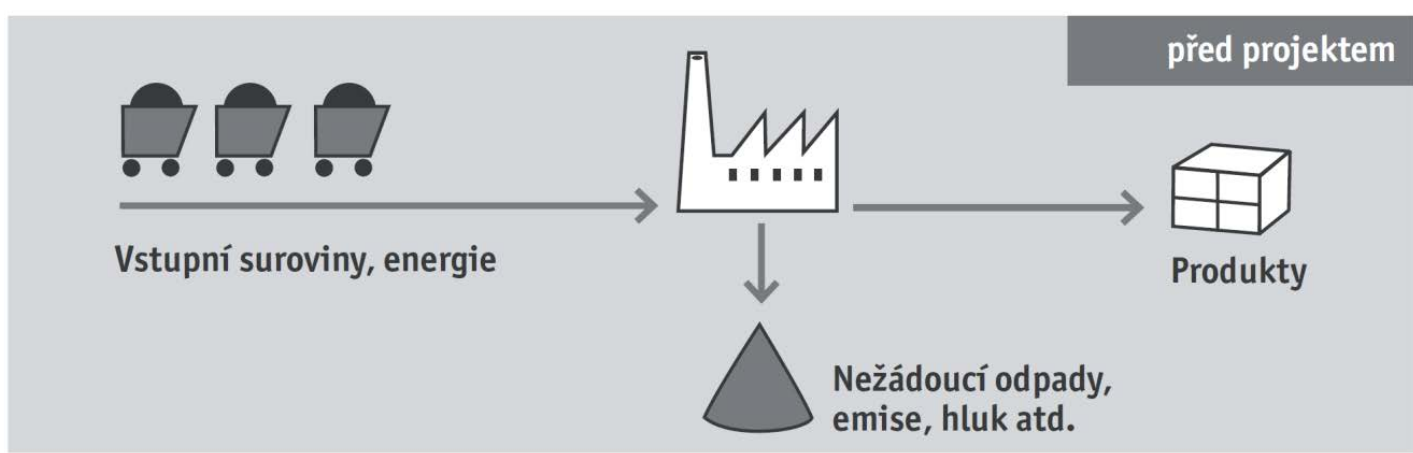 před projektem
Vstupní suroviny, energie
Produkty
Nežádoucí odpady,
emise, hluk atd.